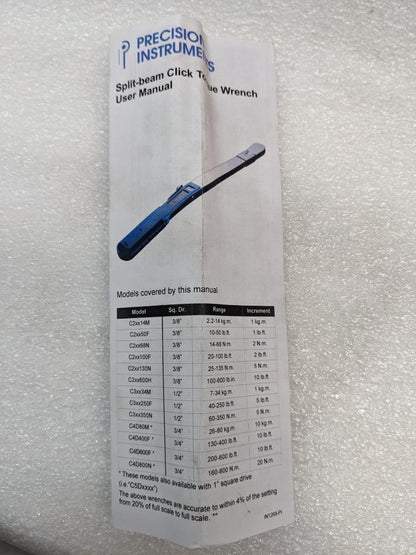 PRECISION
INSTRUMENTS
Split-beam Click To ue Wrench
User Manual
Models covered by this manual
Model Sq. Dr. Range Increment
C2xx14M 3/8" 2.2-14 kg.m. 1 kg.m.
C2xx50F 3/8" 10-50 lb.ft. 1 lb.ft.
C2xx68N 3/8" 14-68 N.m. 2 N.m.
C2xx100F 3/8" 20-100 lb.ft. 2 lb.ft.
C2xx130N 3/8" 25-135 N.m. 5 N.m.
C2xx600H 3/8" 100-600 lb.in 10 lb.ft.
C3xx34M 1/2" 7-34 kg.m. 1 kg.m.
C3xx250F 1/2" 40-250 lb.ft. 5 lb.ft.
C3xx350N 1/2" 60-350 N.m. 5 N.m.
C4D80M * 3/4" 26-80 kg.m. 10 kg.m.
C4D400F * 3/4" 130-400 lb.ft. 10 lb.ft.
C4D600F * 3/4" 200-600 lb.ft. 10 lb.ft.
C4D800N * 3/4" 160-800 N.m. 20 N.m.
* These models also available with 1" square drive
(i.e."C5Dxxxx")
The above wrenches are accurate to within 4% of the setting
from 20% of full scale to full scale. **